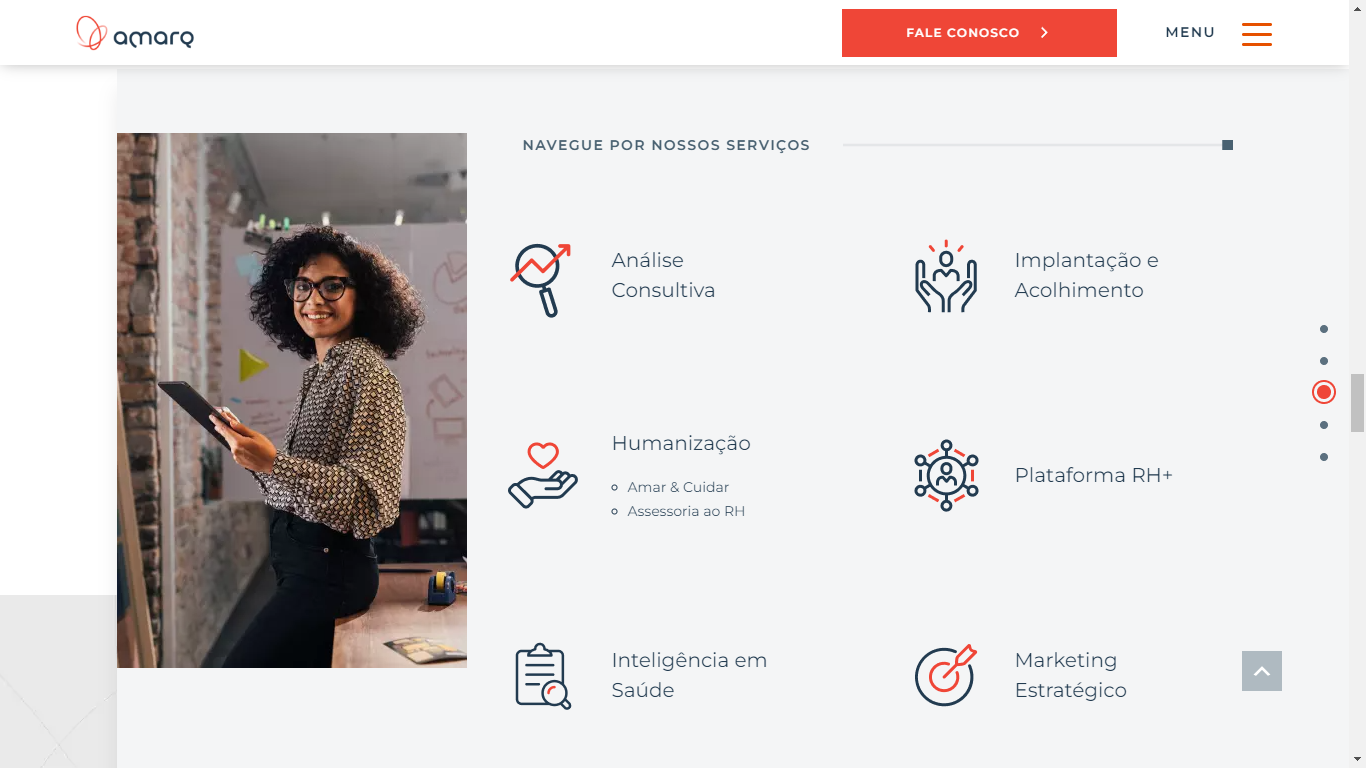 amarq
FALE CONOSCO
MENU
NAVEGUE POR NOSSOS SERVIÇOS
Análise
Consultiva
Implantação e
Acolhimento
Humanização
Amar & Cuidar
Assessoria ao RH
Plataforma RH+
Inteligência em
Saúde
Marketing
Estratégico